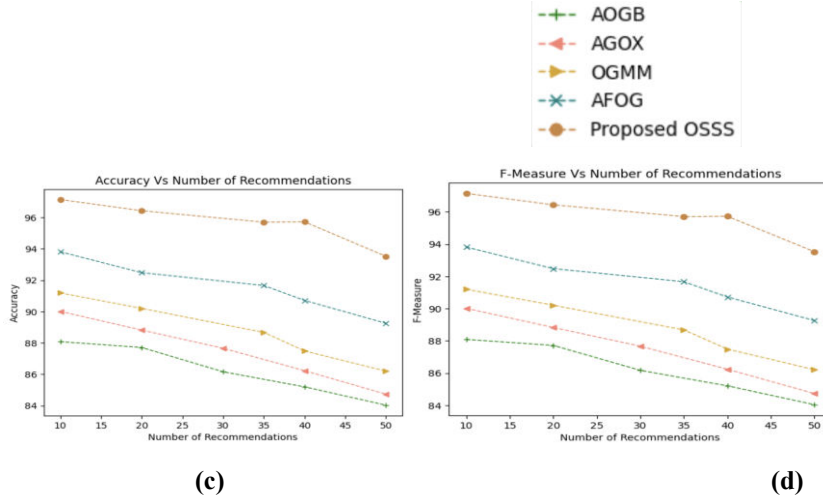 AOGB
AGOX
OGMM
AFOG
Proposed OSSS
Accuracy Vs Number of Recommendations
96
94
92
90
88
86
84
Accuracy
10 15 20 25 30 35 40 45 50
Number of Recommendations
(c)
F-Measure Vs Number of Recommendations
96
94
92
90
88
86
84
F-Measure
10 15 20 25 30 35 40 45 50
Number of Recommendations
(d)